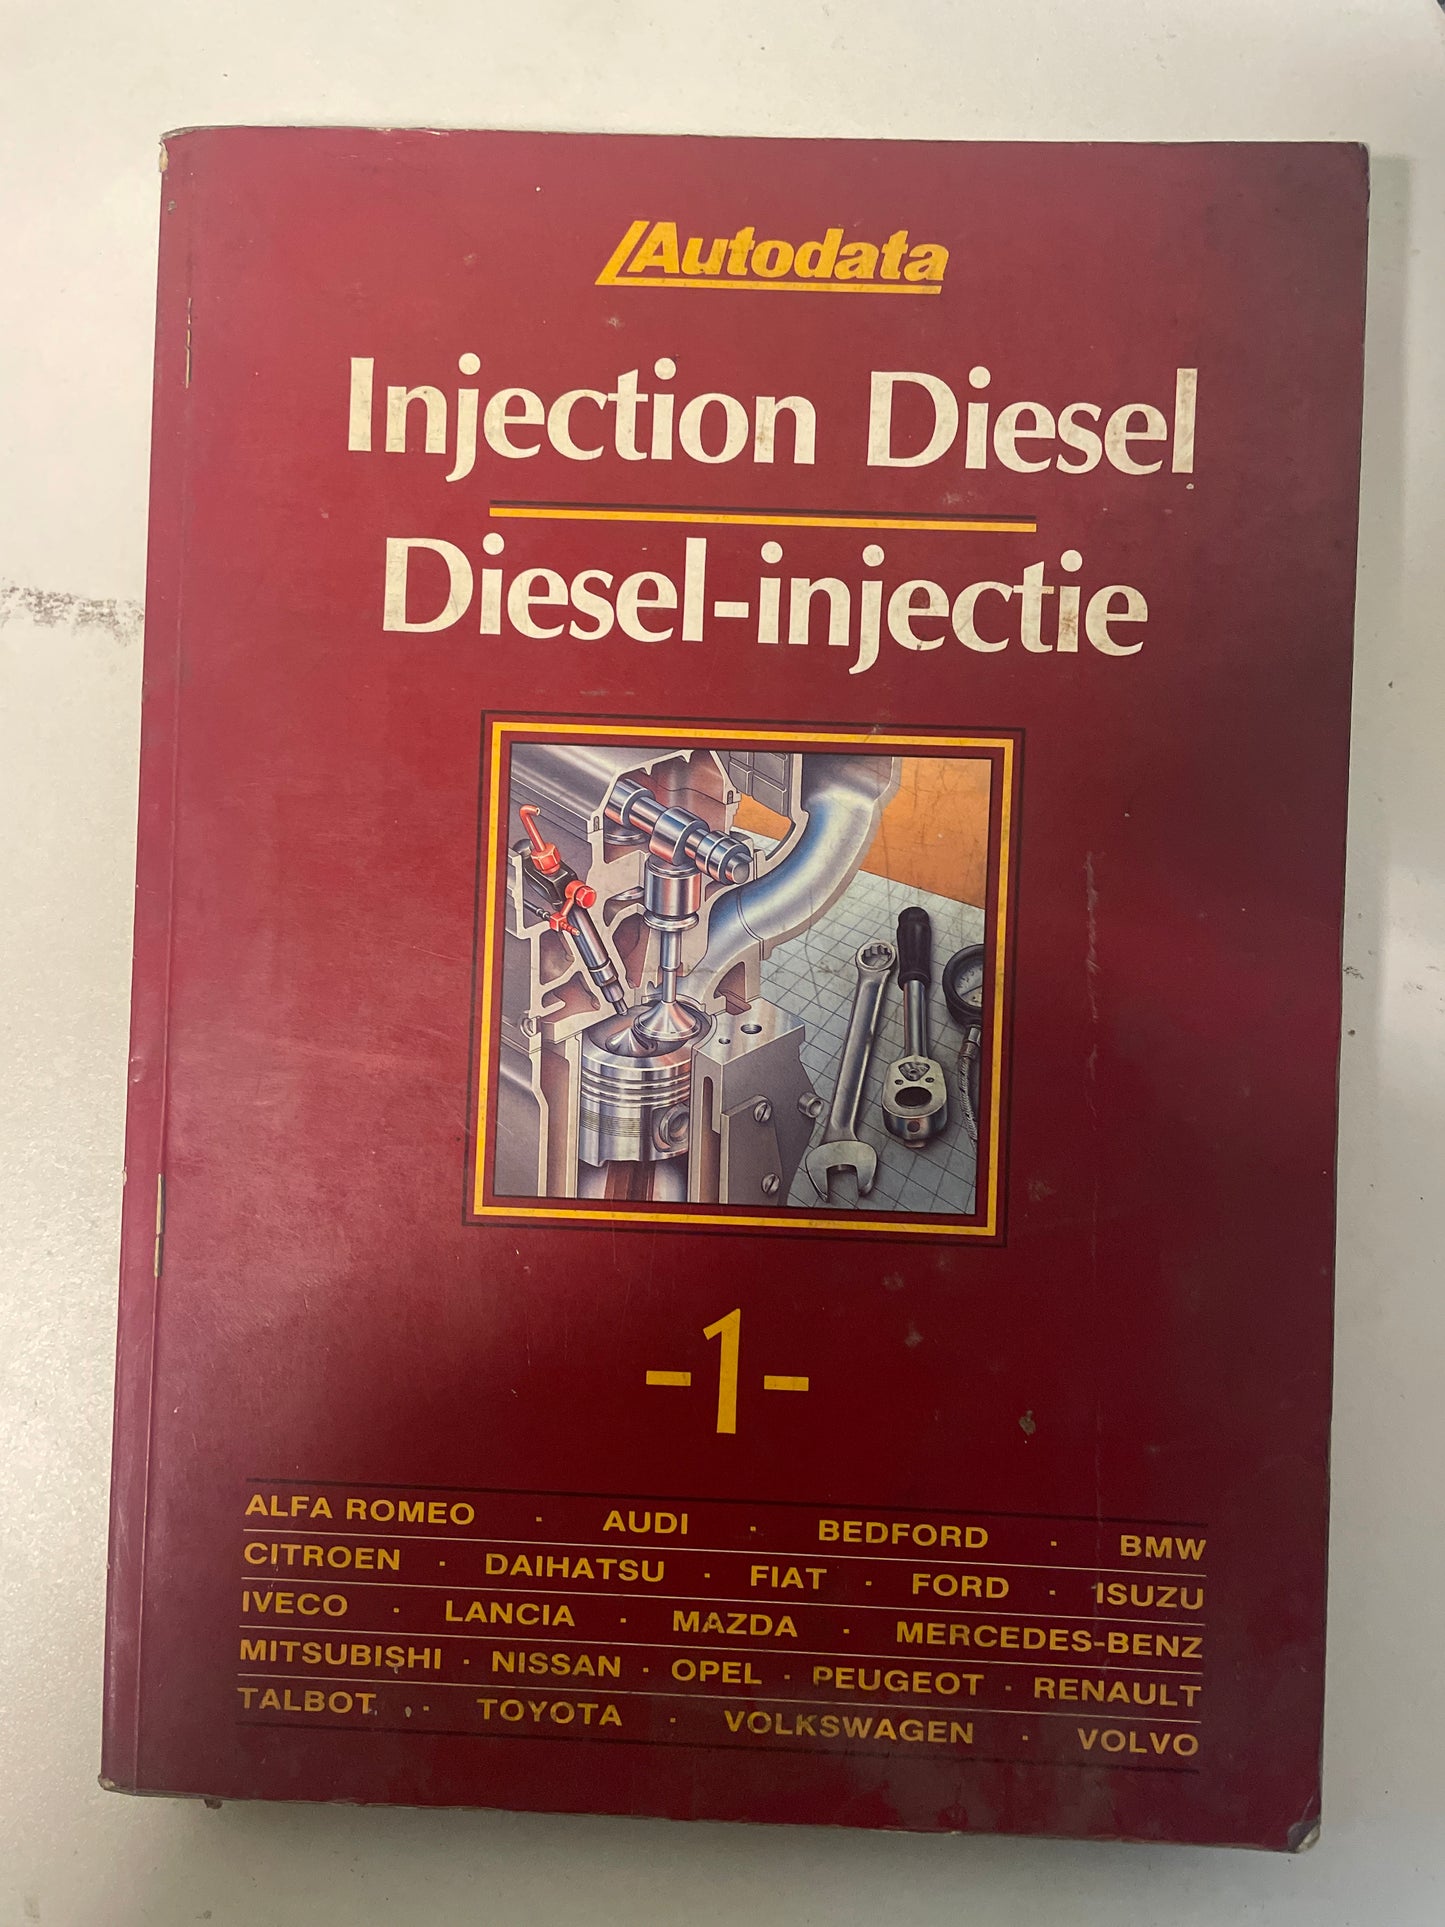 Autodata
Injection Diesel
Diesel-injectie
-1-
ALFA ROMEO · AUDI · BEDFORD · BMW
CITROEN · DAIHATSU · FIAT · FORD · ISUZU
IVECO · LANCIA · MAZDA · MERCEDES-BENZ
MITSUBISHI · NISSAN · OPEL · PEUGEOT · RENAULT
TALBOT · TOYOTA · VOLKSWAGEN · VOLVO